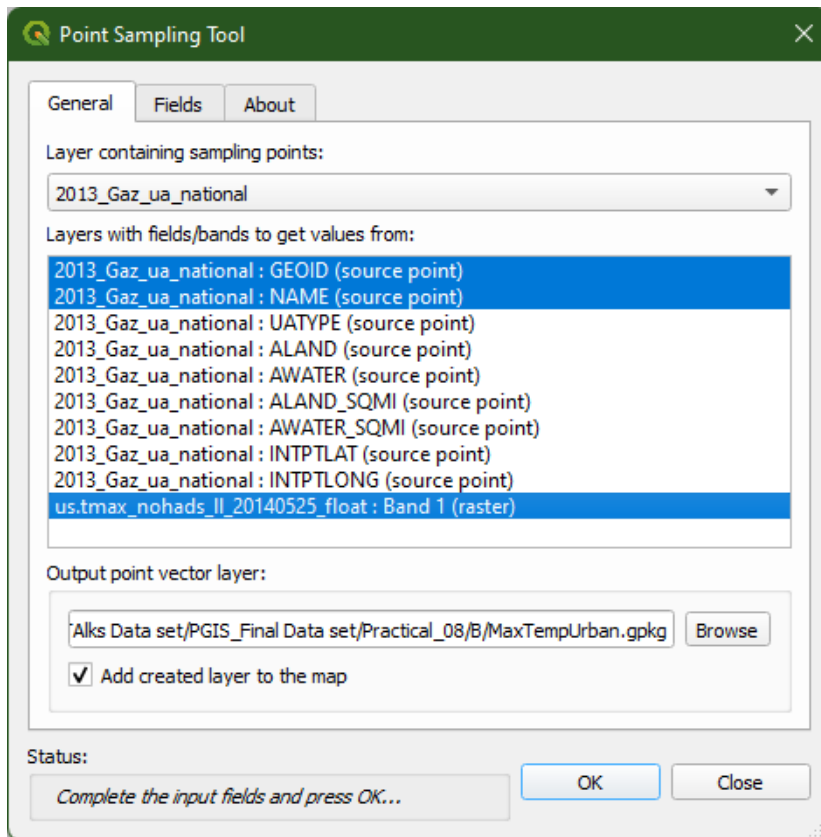 Point Sampling Tool
General Fields About
Layer containing sampling points:
2013_Gaz_ua_national
Layers with fields/bands to get values from:
2013_Gaz_ua_national : GEOID (source point)
2013_Gaz_ua_national : NAME (source point)
2013_Gaz_ua_national : UATYPE (source point)
2013_Gaz_ua_national : ALAND (source point)
2013_Gaz_ua_national : AWATER (source point)
2013_Gaz_ua_national : ALAND_SQMI (source point)
2013_Gaz_ua_national : AWATER_SQMI (source point)
2013_Gaz_ua_national : INTPTLAT (source point)
2013_Gaz_ua_national : INTPTLONG (source point)
us.tmax_nohads_ll_20140525_float : Band 1 (raster)
Output point vector layer:
TAlks Data set/PGIS_Final Data set/Practical_08/B/MaxTempUrban.gpkg Browse
Add created layer to the map
Status:
Complete the input fields and press OK... OK Close